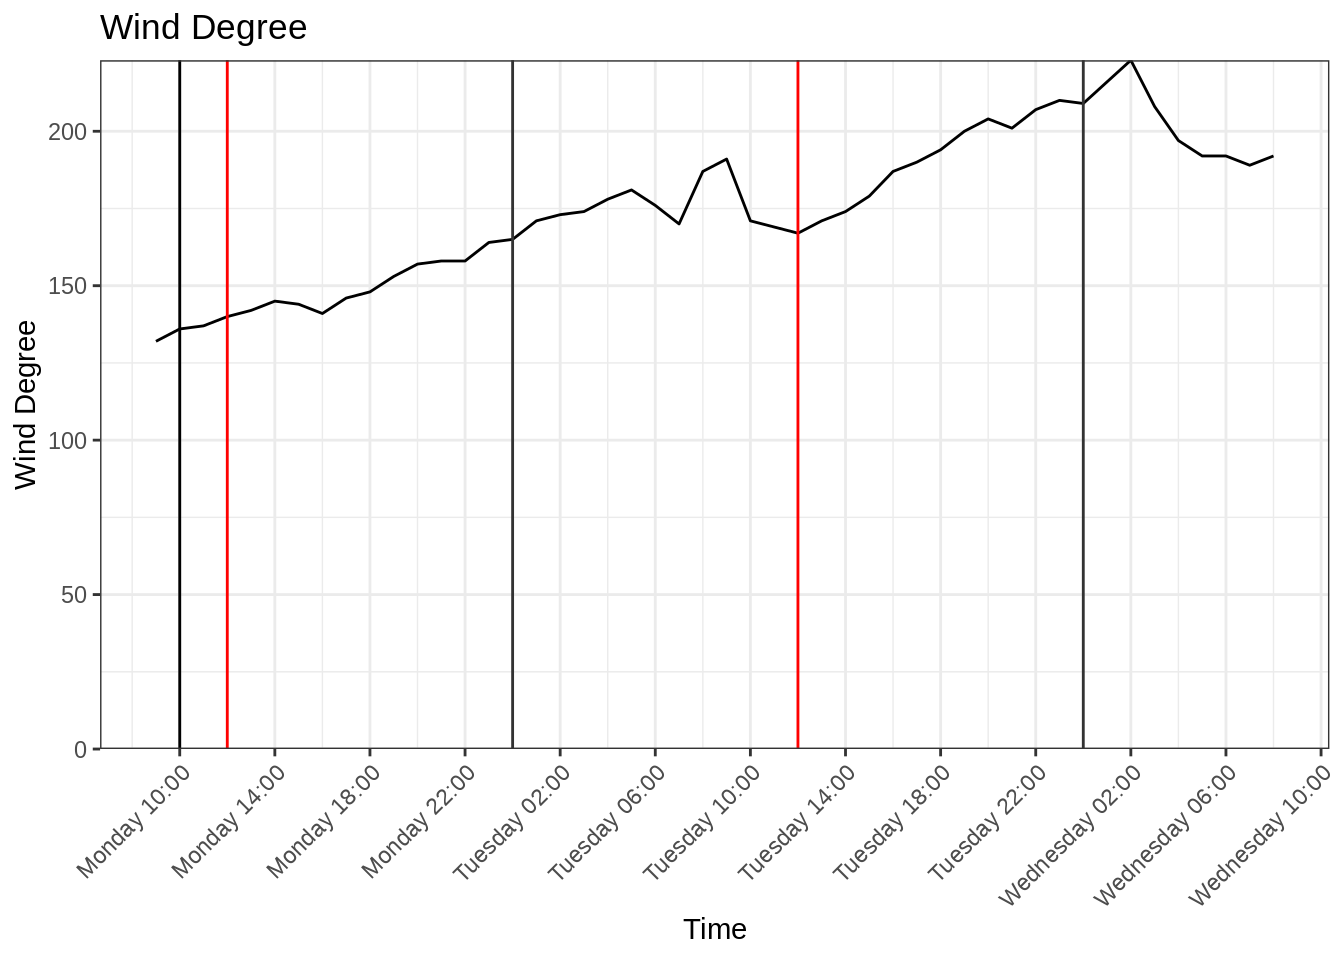 Wind Degree
Wind Degree
200
150
100
50
0
Monday 10:00
Monday 14:00
Monday 18:00
Monday 22:00
Tuesday 02:00
Tuesday 06:00
Tuesday 10:00
Tuesday 14:00
Tuesday 18:00
Tuesday 22:00
Wednesday 02:00
Wednesday 06:00
Wednesday 10:00
Time